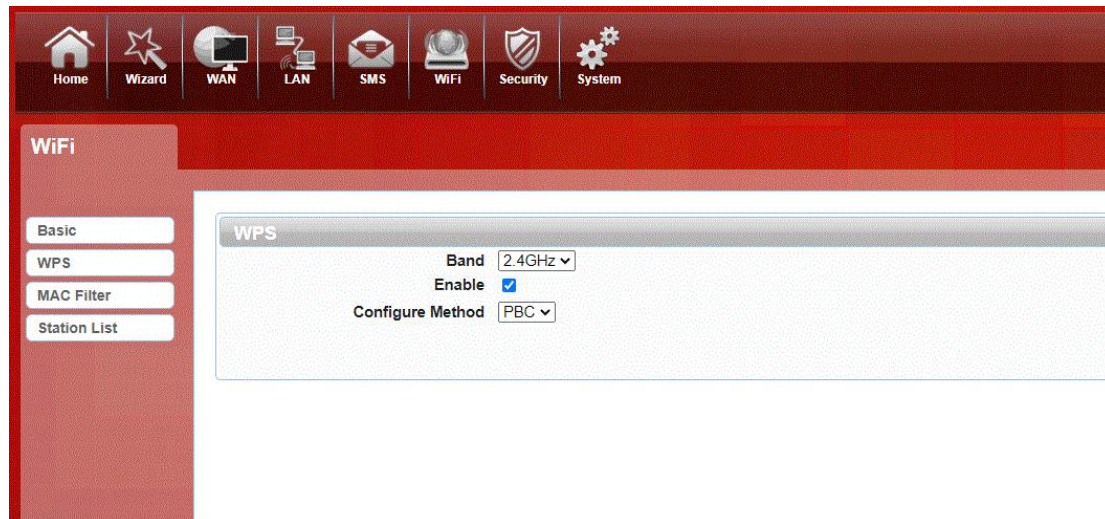 Home Wizard WAN LAN SMS WiFi Security System
WiFi
Basic
WPS
MAC Filter
Station List
WPS
Band 2.4GHz
Enable
Configure Method PBC